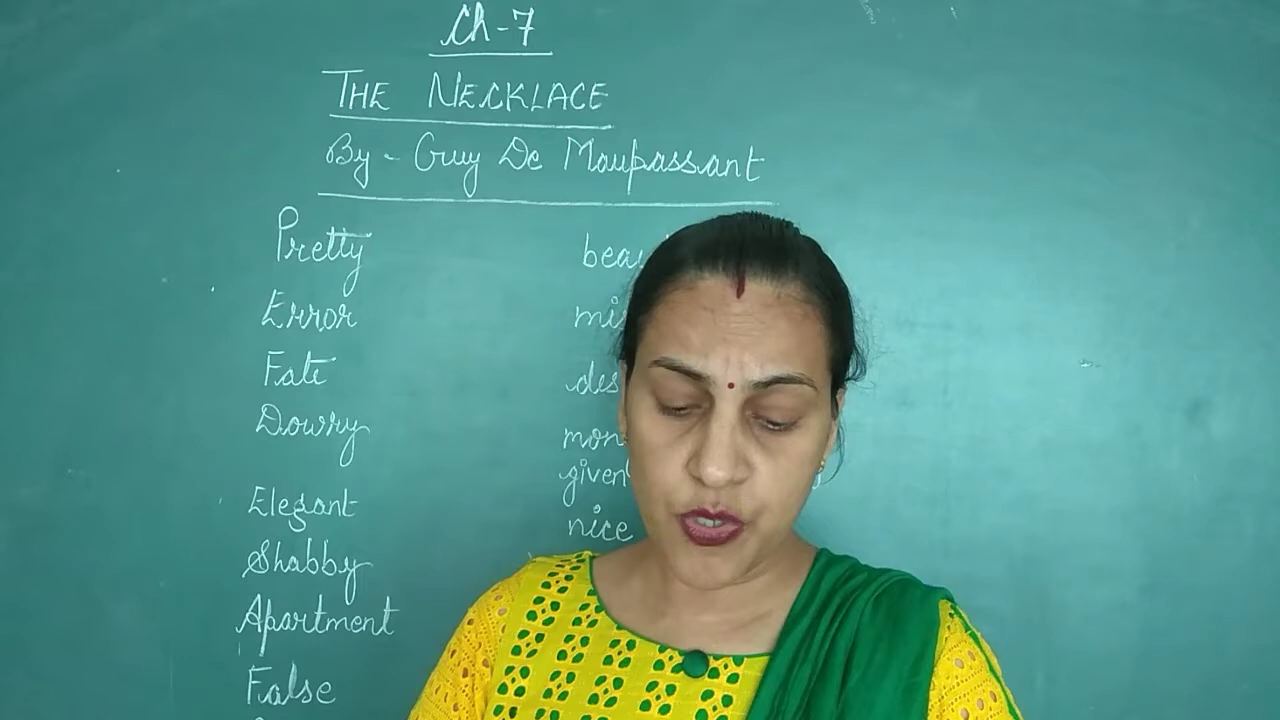 Ch-7
THE NECKLACE
By - Guy De Maupassant
Pretty
Error
Fate
Dowry
given
Elegant nice
Shabby
Apartment
False